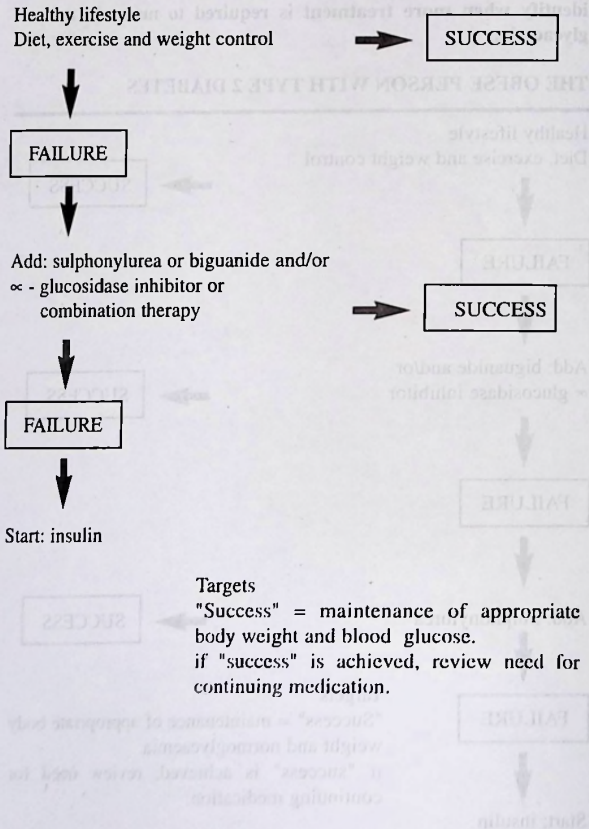 Healthy lifestyle
Diet, exercise and weight control
SUCCESS
FAILURE
Add: sulphonylurea or biguanide and/or
∝ - glucosidase inhibitor or
combination therapy
SUCCESS
FAILURE
Start: insulin
Targets
"Success" = maintenance of appropriate
body weight and blood glucose.
if "success" is achieved, review need for
continuing medication.